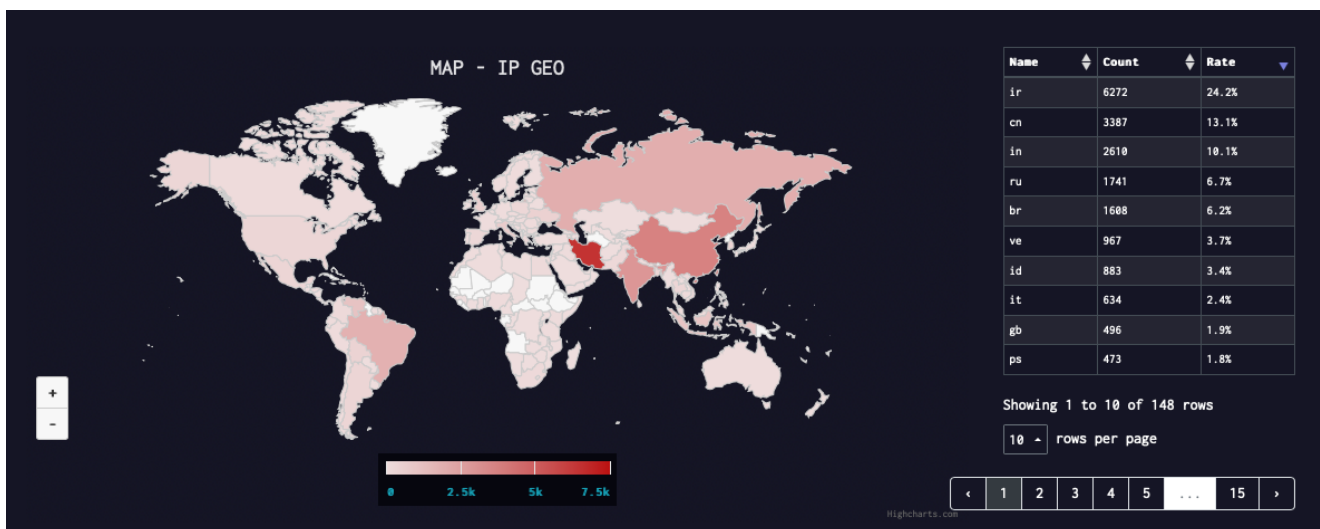 MAP - IP GEO
+
-
0 2.5k 5k 7.5k
Highcharts.com
Name Count Rate
ir 6272 24.2%
cn 3387 13.1%
in 2610 10.1%
ru 1741 6.7%
br 1608 6.2%
ve 967 3.7%
id 883 3.4%
it 634 2.4%
gb 496 1.9%
ps 473 1.8%
Showing 1 to 10 of 148 rows
10 rows per page
‹ 1 2 3 4 5 ... 15 ›